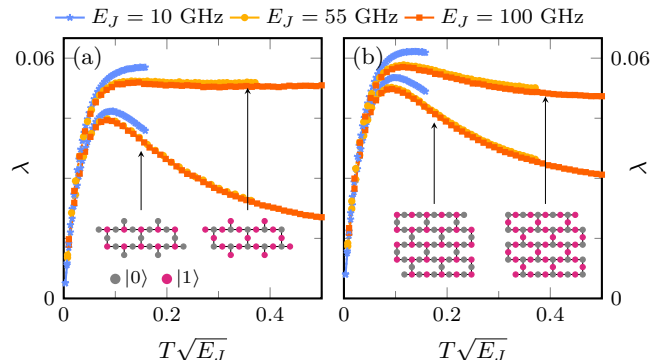 E_J = 10 GHz E_J = 55 GHz E_J = 100 GHz
0.06 (a) (b) 0.06
λ λ
|0⟩ |1⟩
0 0
0 0.2 0.4 0 0.2 0.4
T√E_J T√E_J